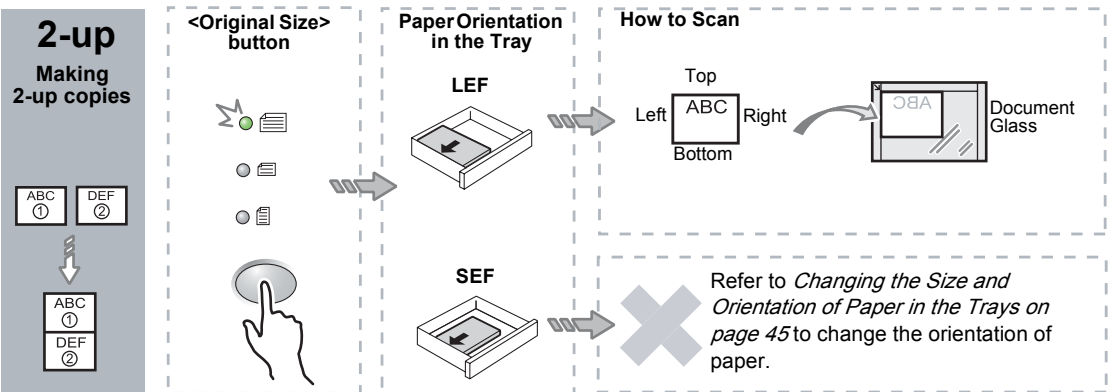 2-up
Making
2-up copies
ABC
①
DEF
②
ABC
①
DEF
②
<Original Size>
button
Paper Orientation
in the Tray
LEF
SEF
How to Scan
Top
Left
ABC
Right
Bottom
ABC
Document
Glass
Refer to Changing the Size and
Orientation of Paper in the Trays on
page 45 to change the orientation of
paper.